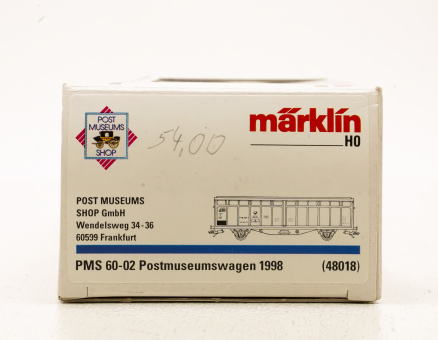 POST
MUSEUMS
SHOP
54,00
märklin
HO
POST MUSEUMS
SHOP GmbH
Wendelsweg 34-36
60599 Frankfurt
PMS 60-02 Postmuseumswagen 1998 (48018)